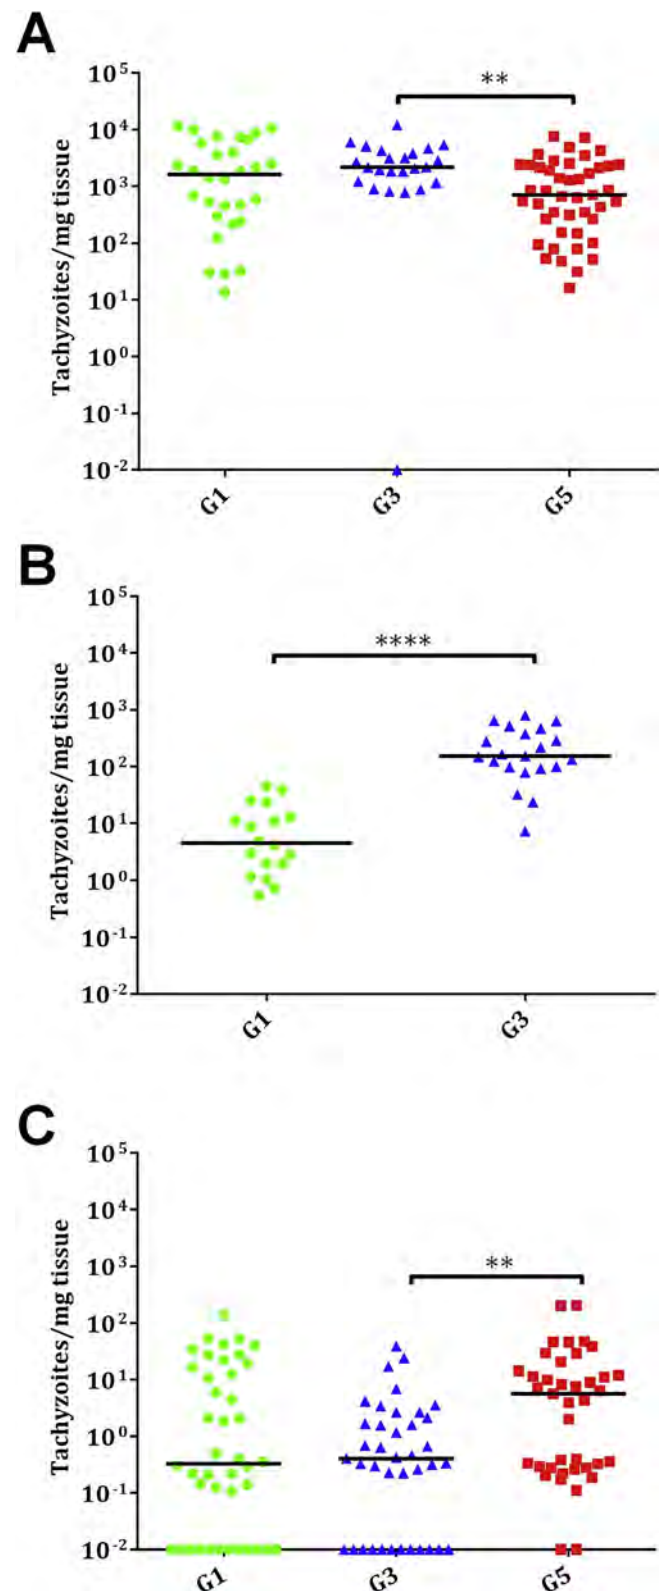 A
Tachyzoites/mg tissue
10⁵
10⁴
10³
10²
10¹
10⁰
10⁻¹
10⁻²
**
G1
G3
G5
B
Tachyzoites/mg tissue
10⁵
10⁴
10³
10²
10¹
10⁰
10⁻¹
10⁻²
****
G1
G3
C
Tachyzoites/mg tissue
10⁵
10⁴
10³
10²
10¹
10⁰
10⁻¹
10⁻²
**
G1
G3
G5